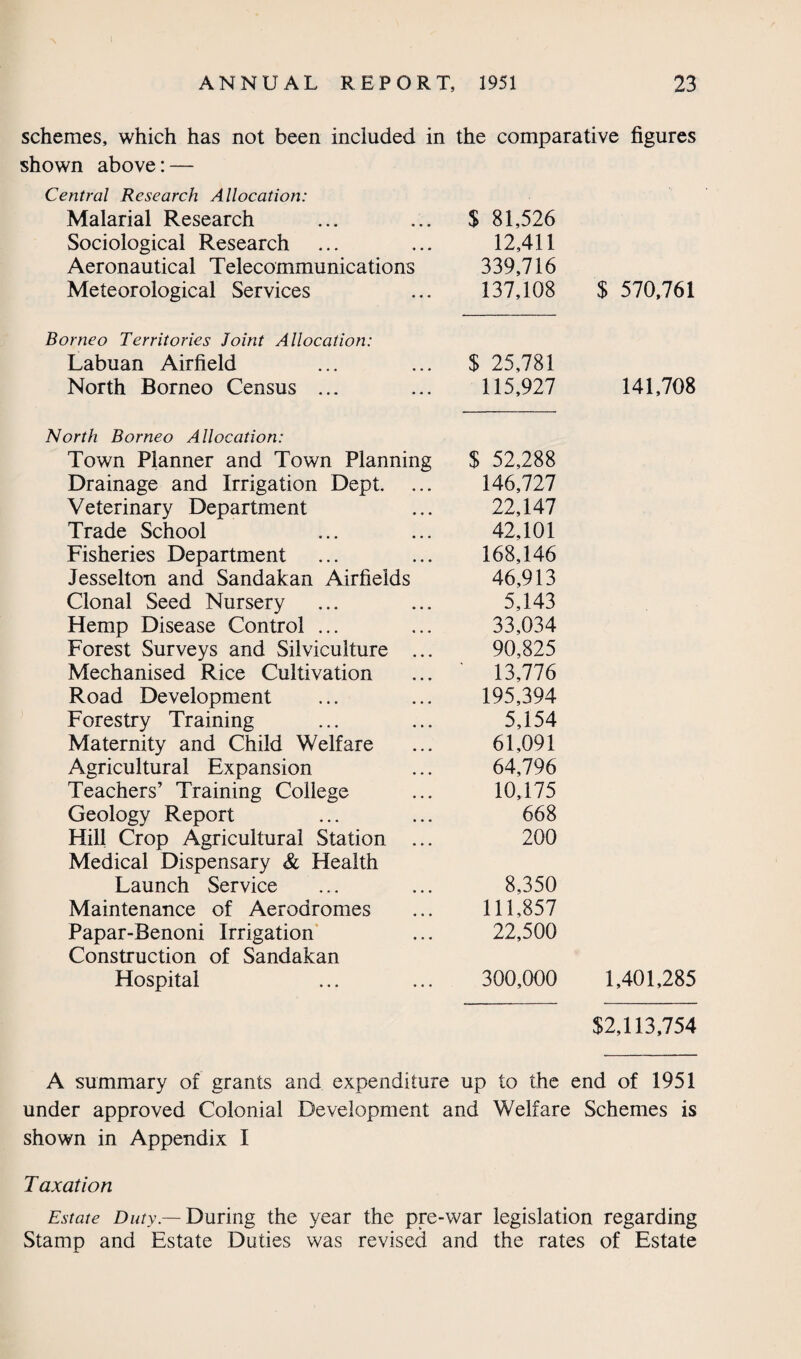 ANNUAL REPORT, 1951 23
schemes, which has not been included in the comparative figures
shown above: —
Central Research Allocation:
Malarial Research ... ... $ 81,526
Sociological Research ... ... 12,411
Aeronautical Telecommunications 339,716
Meteorological Services ... 137,108 $ 570,761
Borneo Territories Joint Allocation:
Labuan Airfield ... ... $ 25,781
North Borneo Census ... ... 115,927 141,708
North Borneo Allocation:
Town Planner and Town Planning $ 52,288
Drainage and Irrigation Dept. ... 146,727
Veterinary Department ... 22,147
Trade School ... ... 42,101
Fisheries Department ... ... 168,146
Jesselton and Sandakan Airfields 46,913
Clonal Seed Nursery ... ... 5,143
Hemp Disease Control ... ... 33,034
Forest Surveys and Silviculture ... 90,825
Mechanised Rice Cultivation ... 13,776
Road Development ... ... 195,394
Forestry Training ... ... 5,154
Maternity and Child Welfare ... 61,091
Agricultural Expansion ... 64,796
Teachers’ Training College ... 10,175
Geology Report ... ... 668
Hill Crop Agricultural Station ... 200
Medical Dispensary & Health
Launch Service ... ... 8,350
Maintenance of Aerodromes ... 111,857
Papar-Benoni Irrigation ... 22,500
Construction of Sandakan
Hospital ... ... 300,000 1,401,285
$2,113,754
A summary of grants and expenditure up to the end of 1951
under approved Colonial Development and Welfare Schemes is
shown in Appendix I
Taxation
Estate Duty.— During the year the pre-war legislation regarding
Stamp and Estate Duties was revised and the rates of Estate